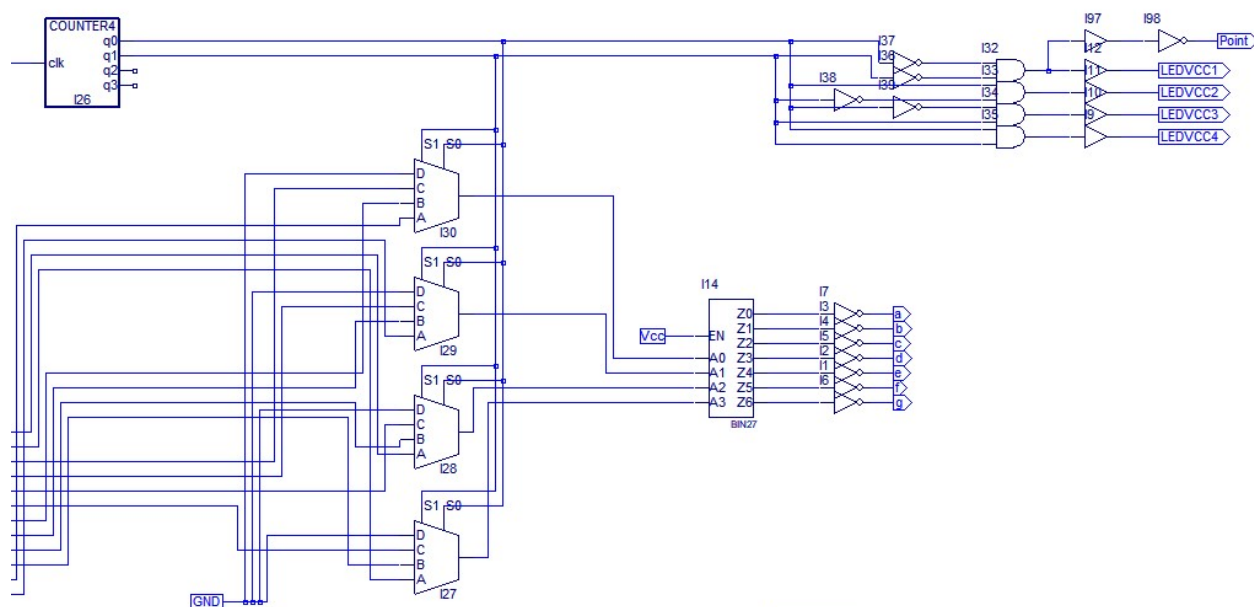 COUNTER4
clk
q0
q1
q2
q3
I26
I97
I98
Point
I37
I36
I32
I12
I33
I11
LEDVCC1
I38
I39
I34
I10
LEDVCC2
I35
I9
LEDVCC3
LEDVCC4
S1 S0
D
C
B
A
I30
S1 S0
D
C
B
A
I29
S1 S0
D
C
B
A
I28
S1 S0
D
C
B
A
I27
GND
I14
Vcc
EN
A0
A1
A2
A3
Z0
Z1
Z2
Z3
Z4
Z5
Z6
BIN27
I7
I3
I4
I5
I2
I1
I6
a
b
c
d
e
f
g